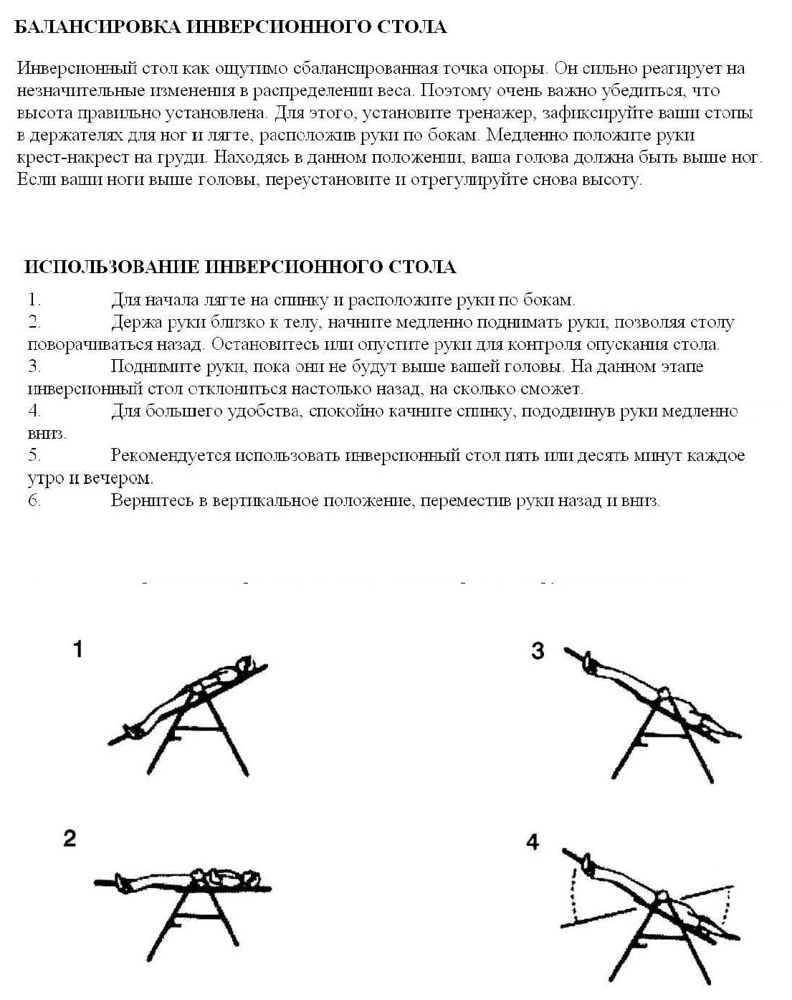 БАЛАНСИРОВКА ИНВЕРСИОННОГО СТОЛА
Инверсионный стол как ощутимо сбалансированная точка опоры. Он сильно реагирует на
незначительные изменения в распределении веса. Поэтому очень важно убедиться, что
высота правильно установлена. Для этого, установите тренажер, зафиксируйте ваши стопы
в держателях для ног и лягте, расположив руки по бокам. Медленно положите руки
крест-накрест на груди. Находясь в данном положении, ваша голова должна быть выше ног.
Если ваши ноги выше головы, переустановите и отрегулируйте снова высоту.
ИСПОЛЬЗОВАНИЕ ИНВЕРСИОННОГО СТОЛА
1. Для начала лягте на спинку и расположите руки по бокам.
2. Держа руки близко к телу, начните медленно поднимать руки, позволяя столу
поворачиваться назад. Остановитесь или опустите руки для контроля опускания стола.
3. Поднимите руки, пока они не будут выше вашей головы. На данном этапе
инверсионный стол отклониться настолько назад, на сколько сможет.
4. Для большего удобства, спокойно качните спинку, пододвинув руки медленно
вниз.
5. Рекомендуется использовать инверсионный стол пять или десять минут каждое
утро и вечером.
6. Вернитесь в вертикальное положение, переместив руки назад и вниз.
1
3
2
4